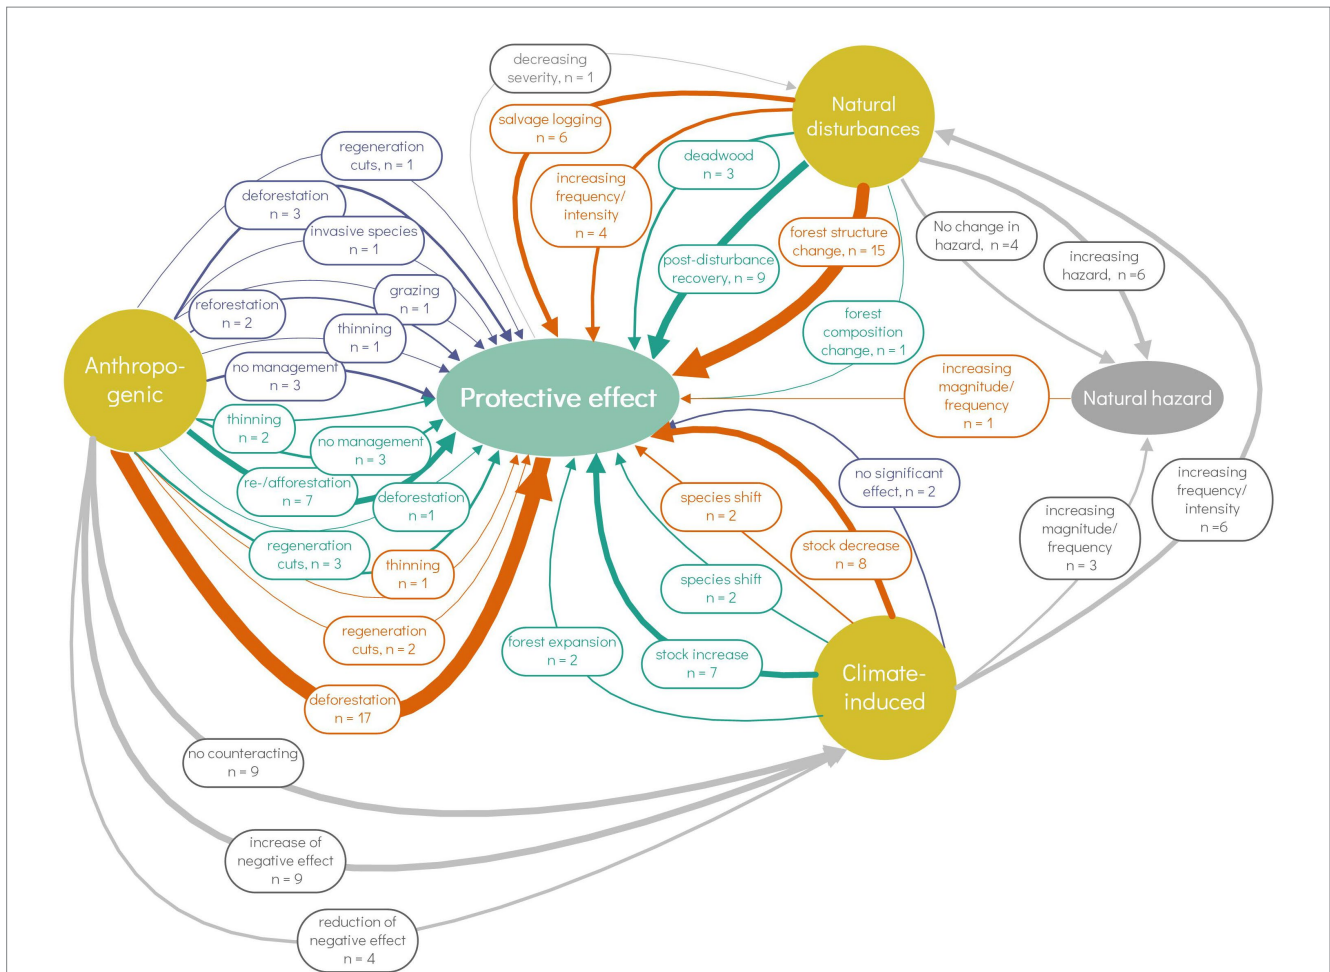 decreasing
severity, n = 1
Natural
disturbances
salvage logging
n = 6
regeneration
cuts, n = 1
deadwood
n = 3
increasing
frequency/
intensity
n = 4
deforestation
n = 3
invasive species
n = 1
No change in
hazard, n =4
forest structure
change, n = 15
increasing
hazard, n =6
post-disturbance
recovery, n = 9
reforestation
n = 2
grazing
n = 1
thinning
n = 1
forest
composition
change, n = 1
Anthropo-
genic
no management
n = 3
Protective effect
increasing
magnitude/
frequency
n = 1
Natural hazard
thinning
n = 2
no management
n = 3
re-/afforestation
n = 7
deforestation
n =1
species shift
n = 2
no significant
effect, n = 2
increasing
frequency/
intensity
n =6
increasing
magnitude/
frequency
n = 3
regeneration
cuts, n = 3
thinning
n = 1
stock decrease
n = 8
species shift
n = 2
regeneration
cuts, n = 2
forest expansion
n = 2
stock increase
n = 7
Climate-
induced
deforestation
n = 17
no counteracting
n = 9
increase of
negative effect
n = 9
reduction of
negative effect
n = 4